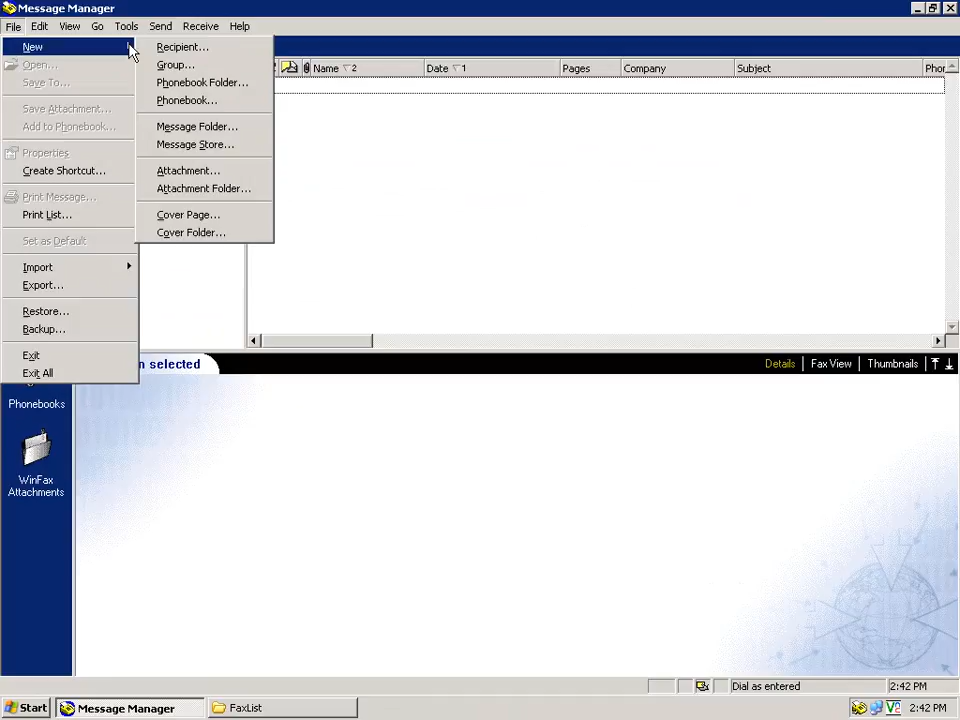 Message Manager
File Edit View Go Tools Send Receive Help
New
Open...
Save To...
Save Attachment...
Add to Phonebook...
Properties
Create Shortcut...
Print Message...
Print List...
Set as Default
Import
Export...
Restore...
Backup...
Exit
Exit All
Recipient...
Group...
Phonebook Folder...
Phonebook...
Message Folder...
Message Store...
Attachment...
Attachment Folder...
Cover Page...
Cover Folder...
Name 2 Date 1 Pages Company Subject Phor
n selected
Details Fax View Thumbnails
Phonebooks
WinFax
Attachments
Dial as entered 2:42 PM
Start Message Manager FaxList V2 2:42 PM